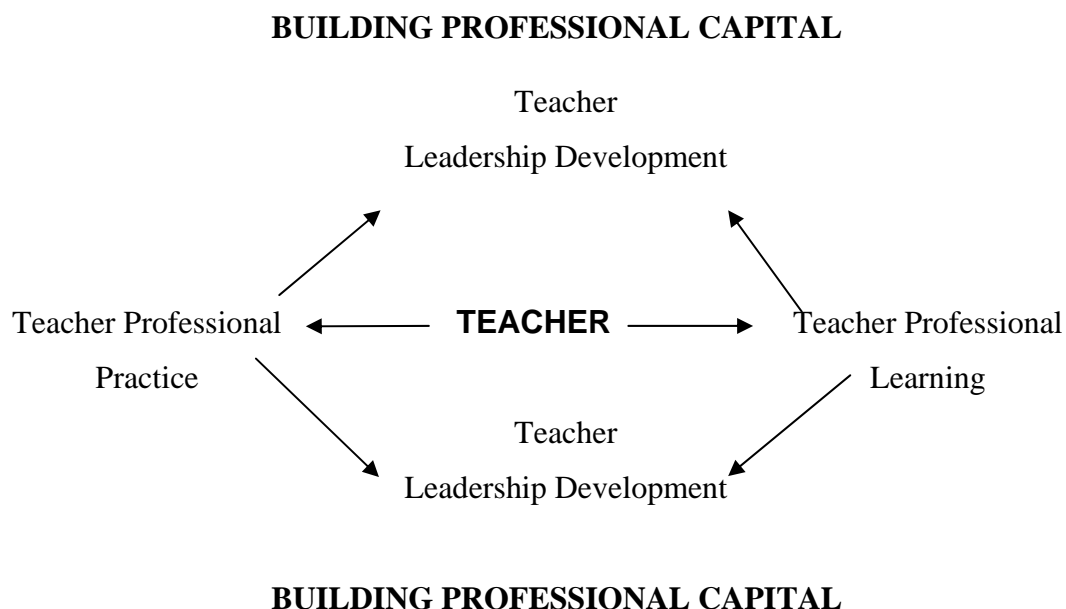 BUILDING PROFESSIONAL CAPITAL
Teacher
Leadership Development
Teacher Professional
Practice
TEACHER
Teacher Professional
Learning
Teacher
Leadership Development
BUILDING PROFESSIONAL CAPITAL